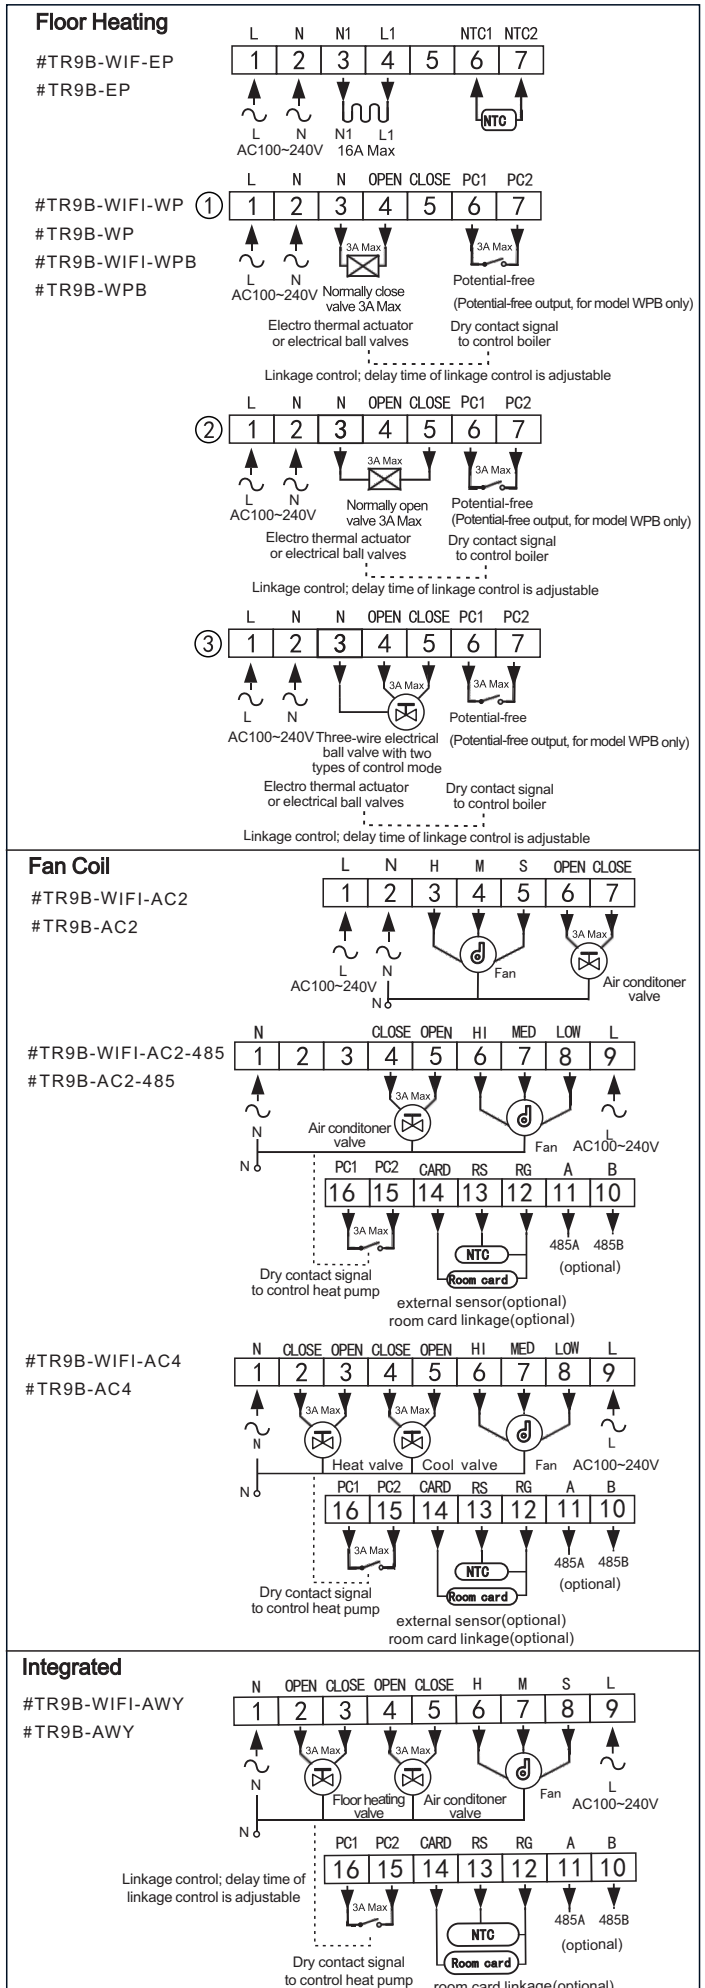 Floor Heating
#TR9B-WIF-EP
#TR9B-EP
L N N1 L1 NTC1 NTC2
1 2 3 4 5 6 7
NTC
L N N1 L1
AC100~240V 16A Max
#TR9B-WIFI-WP
#TR9B-WP
#TR9B-WIFI-WPB
#TR9B-WPB
L N N OPEN CLOSE PC1 PC2
① 1 2 3 4 5 6 7
3A Max 3A Max
L N
AC100~240V
Normally close
valve 3A Max
Potential-free
(Potential-free output, for model WPB only)
Electro thermal actuator
or electrical ball valves
Dry contact signal
to control boiler
Linkage control; delay time of linkage control is adjustable
L N N OPEN CLOSE PC1 PC2
② 1 2 3 4 5 6 7
3A Max 3A Max
L N
AC100~240V
Normally open
valve 3A Max
Potential-free
(Potential-free output, for model WPB only)
Electro thermal actuator
or electrical ball valves
Dry contact signal
to control boiler
Linkage control; delay time of linkage control is adjustable
L N N OPEN CLOSE PC1 PC2
③ 1 2 3 4 5 6 7
3A Max 3A Max
L N
AC100~240V
Three-wire electrical
ball valve with two
types of control mode
Potential-free
(Potential-free output, for model WPB only)
Electro thermal actuator
or electrical ball valves
Dry contact signal
to control boiler
Linkage control; delay time of linkage control is adjustable
Fan Coil
#TR9B-WIFI-AC2
#TR9B-AC2
L N H M S OPEN CLOSE
1 2 3 4 5 6 7
3A Max
L N Fan
AC100~240V
Air conditoner
valve
N
#TR9B-WIFI-AC2-485
#TR9B-AC2-485
N CLOSE OPEN HI MED LOW L
1 2 3 4 5 6 7 8 9
3A Max
N
Air conditoner
valve
Fan
L
AC100~240V
N
PC1 PC2 CARD RS RG A B
16 15 14 13 12 11 10
3A Max
NTC
Room card
485A 485B
(optional)
Dry contact signal
to control heat pump
external sensor(optional)
room card linkage(optional)
#TR9B-WIFI-AC4
#TR9B-AC4
N CLOSE OPEN CLOSE OPEN HI MED LOW L
1 2 3 4 5 6 7 8 9
3A Max 3A Max
N L
Heat valve Cool valve Fan AC100~240V
N
PC1 PC2 CARD RS RG A B
16 15 14 13 12 11 10
3A Max
NTC
Room card
485A 485B
(optional)
Dry contact signal
to control heat pump
external sensor(optional)
room card linkage(optional)
Integrated
#TR9B-WIFI-AWY
#TR9B-AWY
N OPEN CLOSE OPEN CLOSE H M S L
1 2 3 4 5 6 7 8 9
3A Max 3A Max
N
Floor heating
valve
Air conditoner
valve
Fan
L
AC100~240V
N
PC1 PC2 CARD RS RG A B
16 15 14 13 12 11 10
Linkage control; delay time of
linkage control is adjustable
3A Max
NTC
Room card
485A 485B
(optional)
Dry contact signal
to control heat pump
room card linkage(optional)